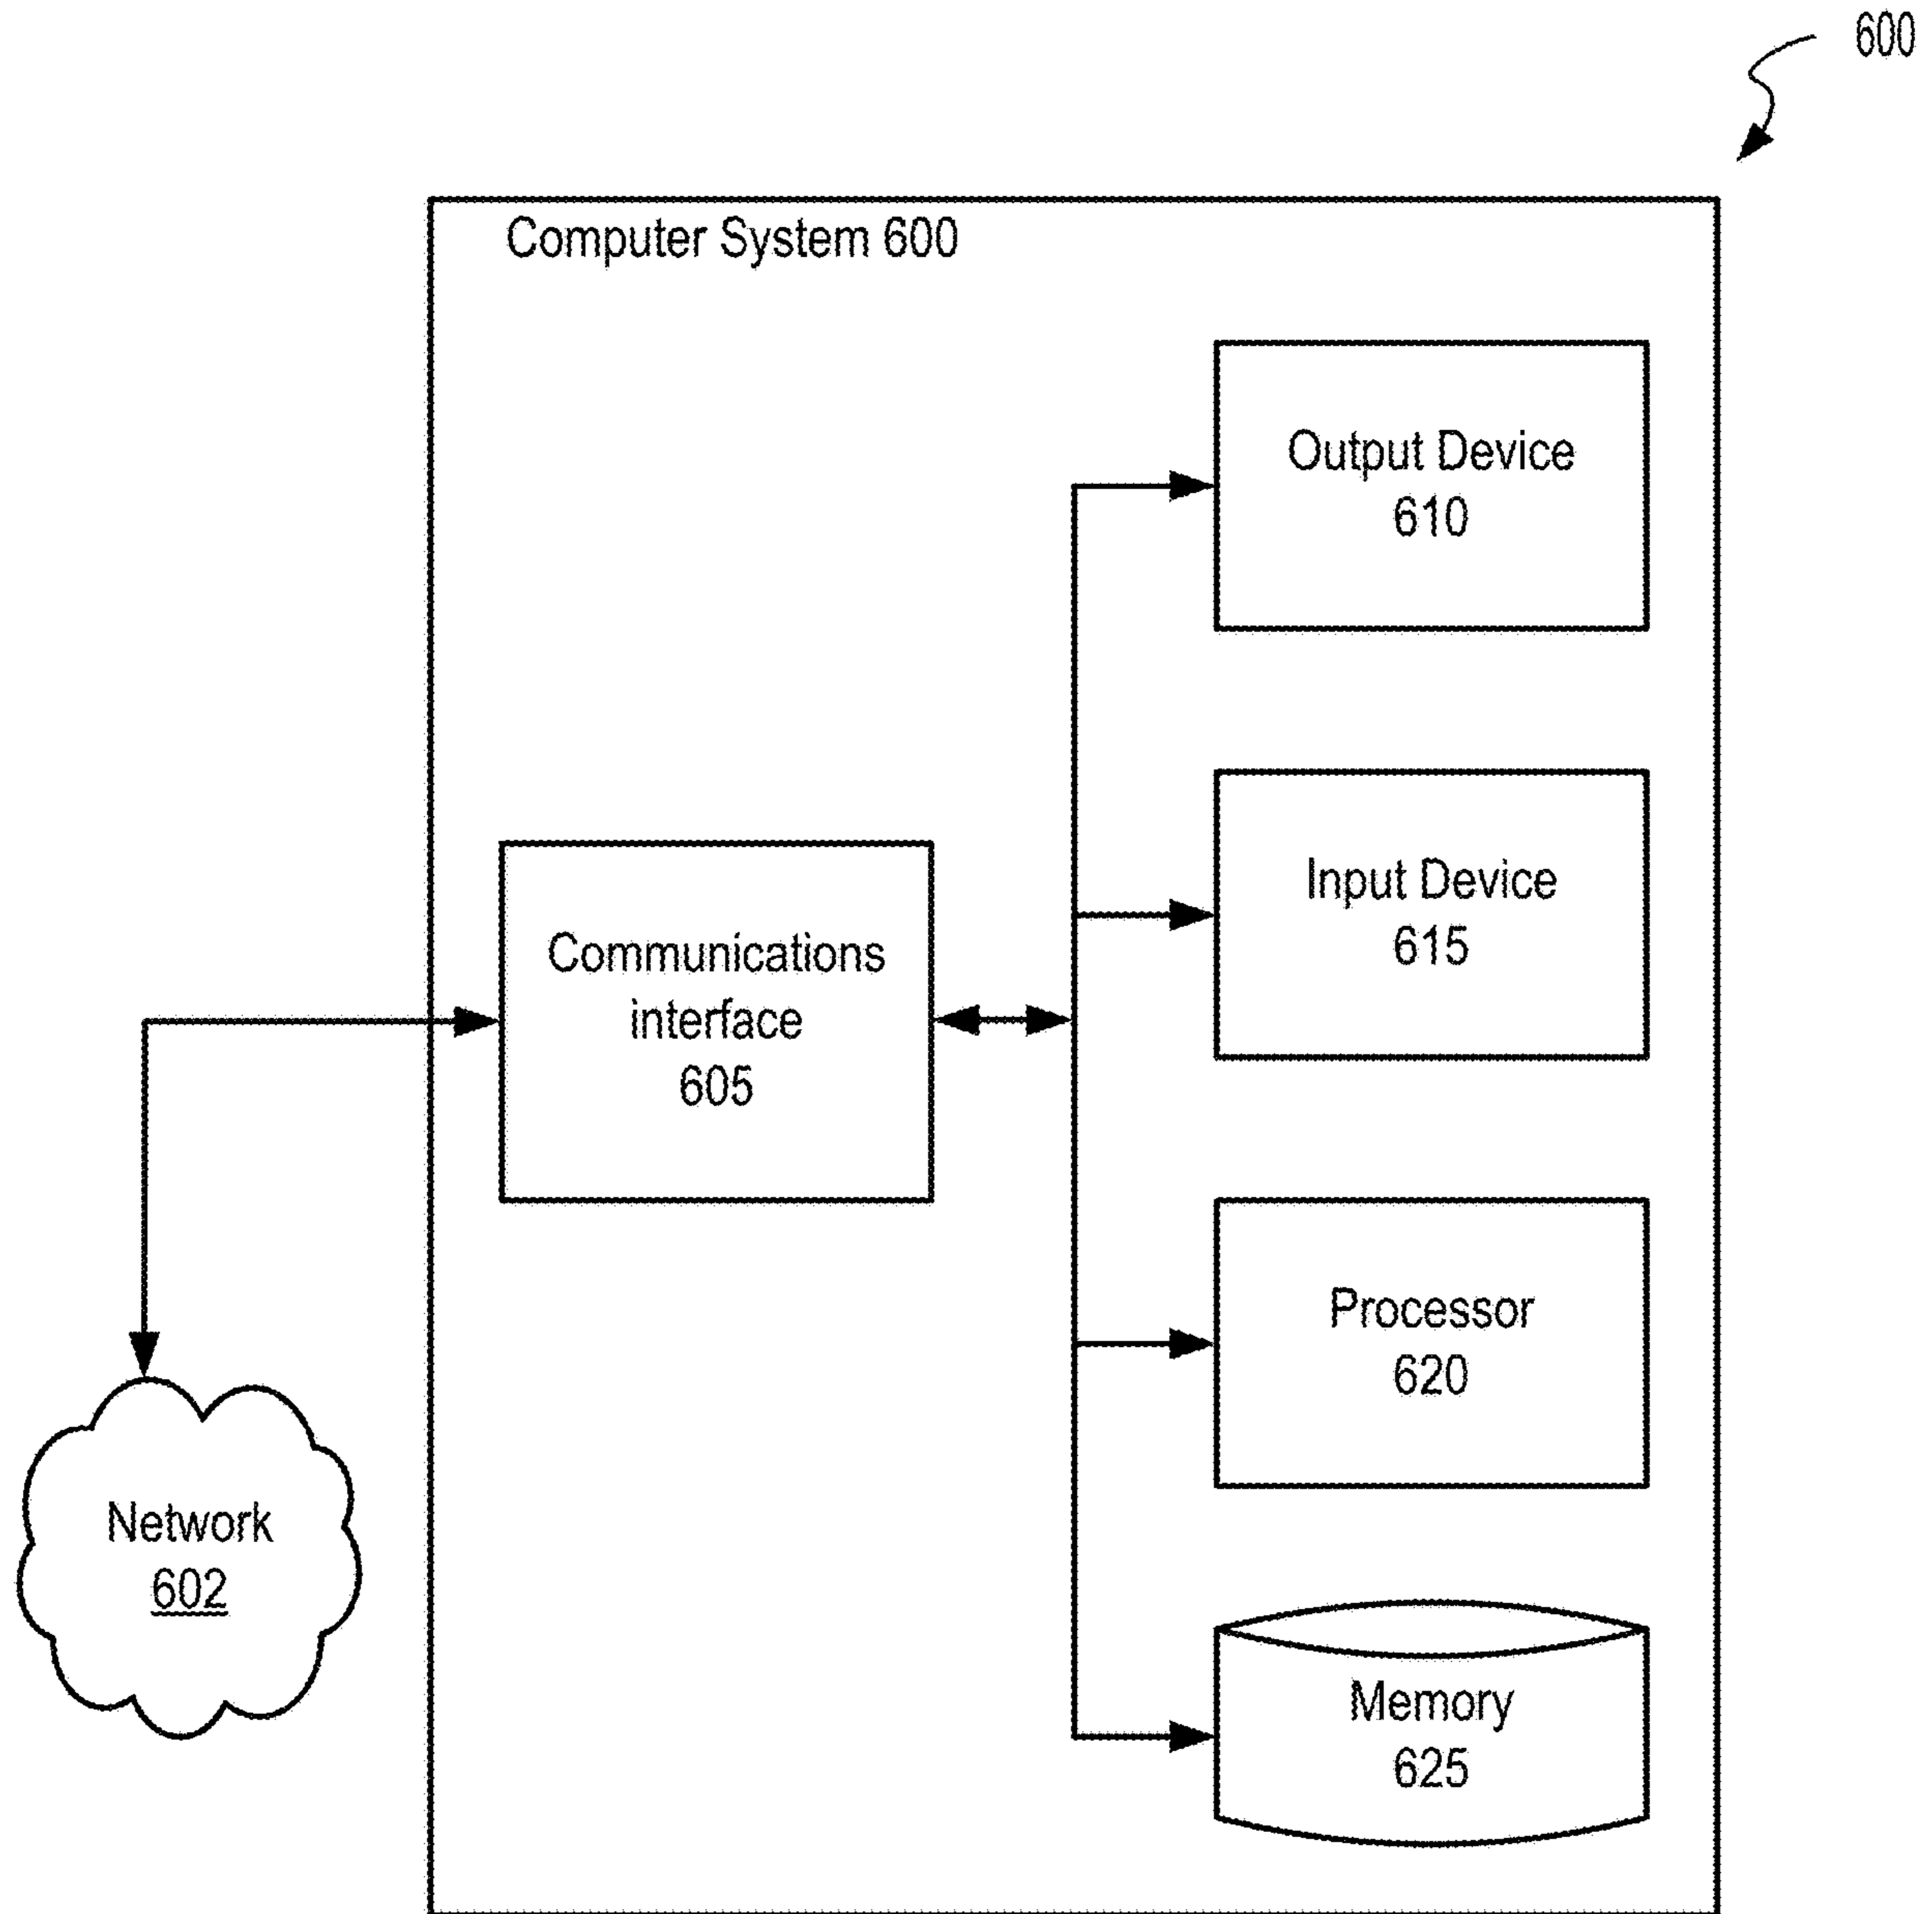 600
Computer System 600
Output Device
610
Input Device
615
Communications
interface
605
Processor
620
Network
602
Memory
625